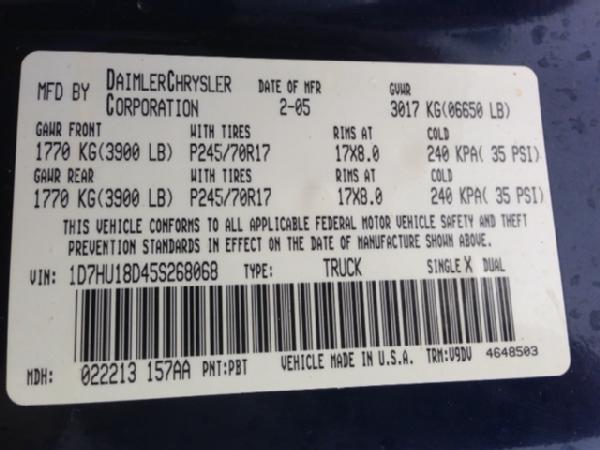 MFD BY DAIMLERCHRYSLER CORPORATION DATE OF MFR 2-05 GVWR 3017 KG(06650 LB)
GAWR FRONT WITH TIRES RIMS AT COLD
1770 KG(3900 LB) P245/70R17 17X8.0 240 KPA( 35 PSI)
GAWR REAR WITH TIRES RIMS AT COLD
1770 KG(3900 LB) P245/70R17 17X8.0 240 KPA( 35 PSI)
THIS VEHICLE CONFORMS TO ALL APPLICABLE FEDERAL MOTOR VEHICLE SAFETY AND THEFT
PREVENTION STANDARDS IN EFFECT ON THE DATE OF MANUFACTURE SHOWN ABOVE.
VIN: 1D7HU18D45S268068 TYPE: TRUCK SINGLE X DUAL
MDH: 022213 157AA PNT:PBT VEHICLE MADE IN U.S.A. TRM:V9DV 4648503